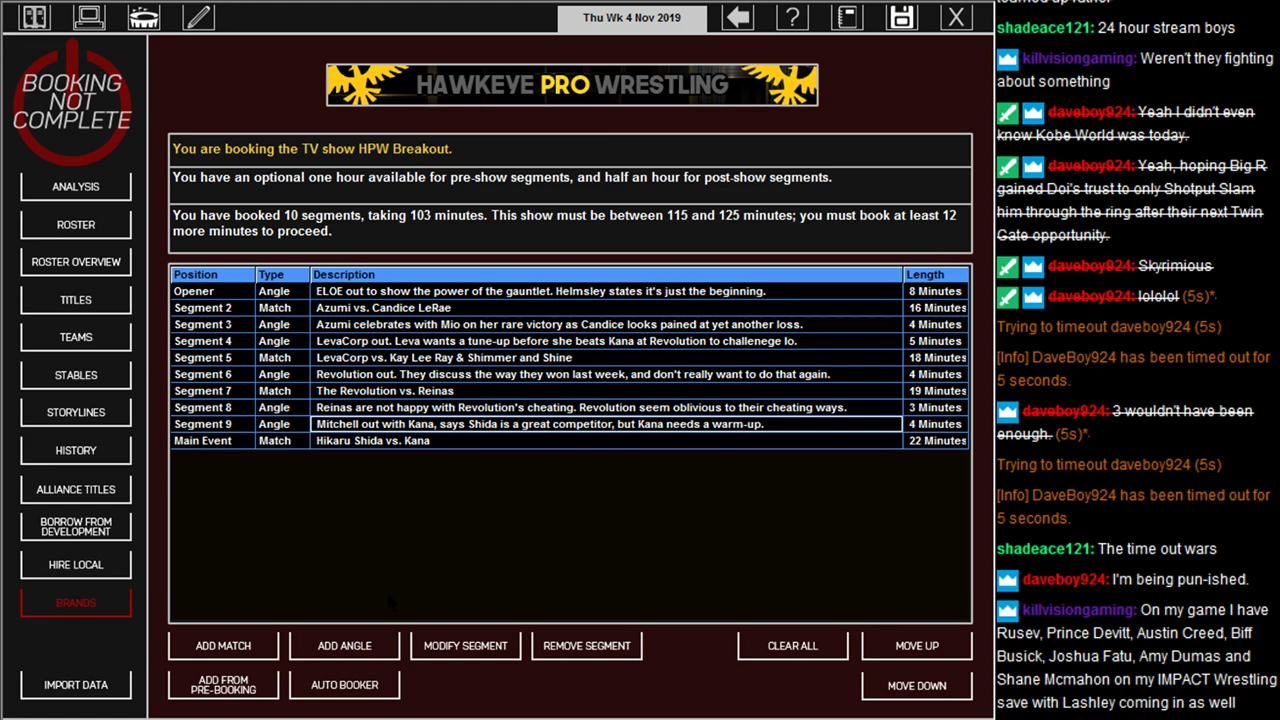 Thu Wk 4 Nov 2019
?
X
BOOKING
NOT
COMPLETE
HAWKEYE PRO WRESTLING
You are booking the TV show HPW Breakout.
You have an optional one hour available for pre-show segments, and half an hour for post-show segments.
You have booked 10 segments, taking 103 minutes. This show must be between 115 and 125 minutes; you must book at least 12
more minutes to proceed.
ANALYSIS
ROSTER
ROSTER OVERVIEW
TITLES
TEAMS
STABLES
STORYLINES
HISTORY
ALLIANCE TITLES
BORROW FROM
DEVELOPMENT
HIRE LOCAL
BRANDS
IMPORT DATA
Position Type Description Length
Opener Angle ELOE out to show the power of the gauntlet. Helmsley states it's just the beginning. 8 Minutes
Segment 2 Match Azumi vs. Candice LeRae 16 Minutes
Segment 3 Angle Azumi celebrates with Mio on her rare victory as Candice looks pained at yet another loss. 4 Minutes
Segment 4 Angle LevaCorp out. Leva wants a tune-up before she beats Kana at Revolution to challenege Io. 5 Minutes
Segment 5 Match LevaCorp vs. Kay Lee Ray & Shimmer and Shine 18 Minutes
Segment 6 Angle Revolution out. They discuss the way they won last week, and don't really want to do that again. 4 Minutes
Segment 7 Match The Revolution vs. Reinas 19 Minutes
Segment 8 Angle Reinas are not happy with Revolution's cheating. Revolution seem oblivious to their cheating ways. 3 Minutes
Segment 9 Angle Mitchell out with Kana, says Shida is a great competitor, but Kana needs a warm-up. 4 Minutes
Main Event Match Hikaru Shida vs. Kana 22 Minutes
ADD MATCH
ADD ANGLE
MODIFY SEGMENT
REMOVE SEGMENT
CLEAR ALL
MOVE UP
ADD FROM
PRE-BOOKING
AUTO BOOKER
MOVE DOWN
shadeace121: 24 hour stream boys
killvisiongaming: Weren't they fighting
about something
daveboy924: Yeah I didn't even
know Kobe World was today.
daveboy924: Yeah, hoping Big R
gained Doi's trust to only Shotput Slam
him through the ring after their next Twin
Gate opportunity.
daveboy924: Skyrimious
daveboy924: lololol (5s)*
Trying to timeout daveboy924 (5s)
[Info] DaveBoy924 has been timed out for
5 seconds.
daveboy924: 3 wouldn't have been
enough. (5s)*
Trying to timeout daveboy924 (5s)
[Info] DaveBoy924 has been timed out for
5 seconds.
shadeace121: The time out wars
daveboy924: I'm being pun-ished.
killvisiongaming: On my game I have
Rusev, Prince Devitt, Austin Creed, Biff
Busick, Joshua Fatu, Amy Dumas and
Shane Mcmahon on my IMPACT Wrestling
save with Lashley coming in as well